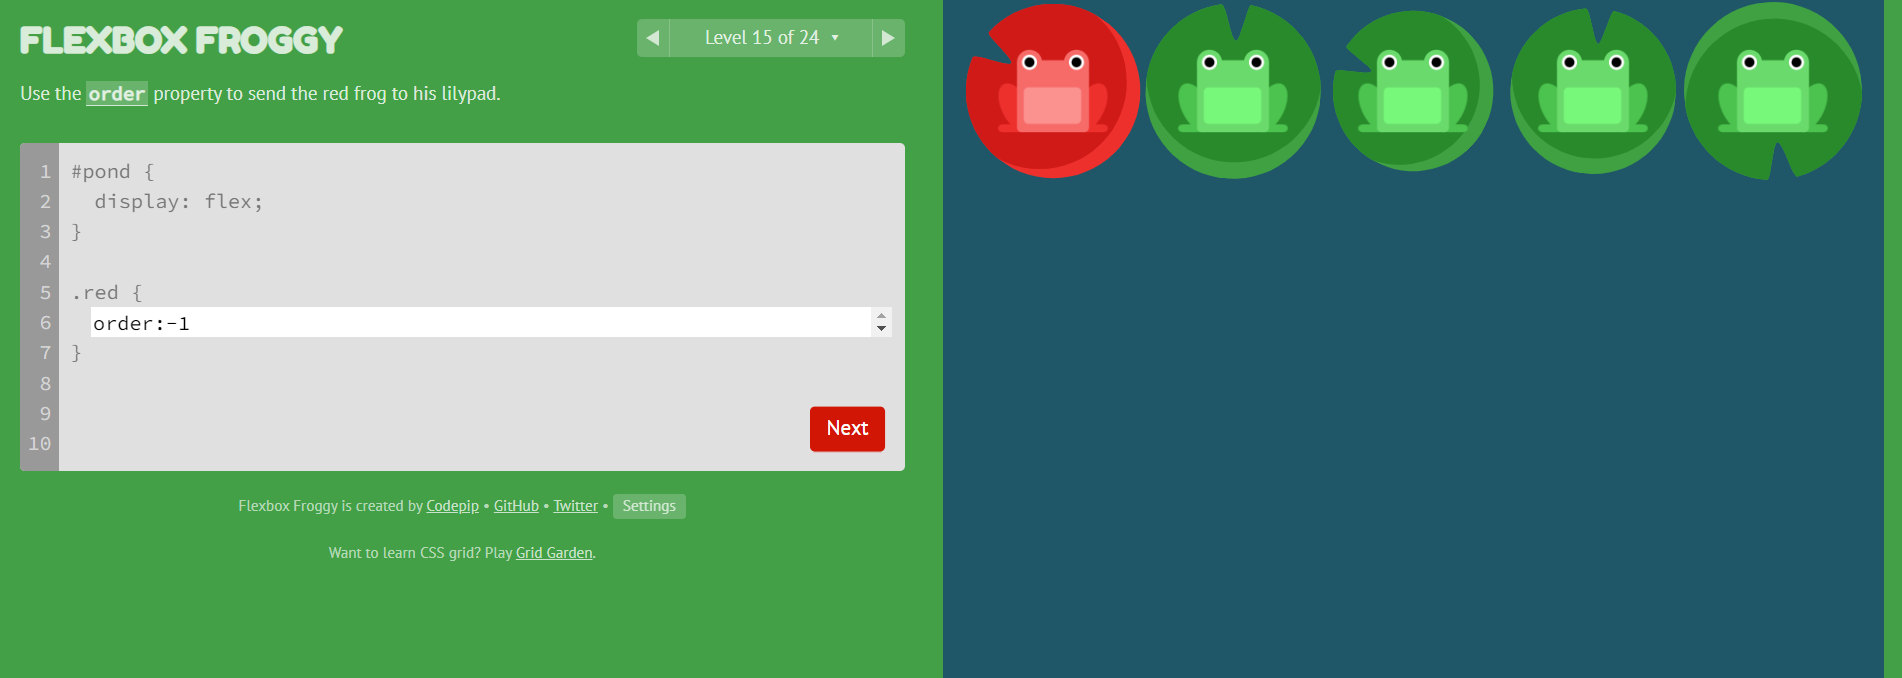 FLEXBOX FROGGY
Level 15 of 24
Use the order property to send the red frog to his lilypad.
1 #pond {
2 display: flex;
3 }
4
5 .red {
6 order:-1
7 }
8
9
10
Next
Flexbox Froggy is created by Codepip • GitHub • Twitter • Settings
Want to learn CSS grid? Play Grid Garden.